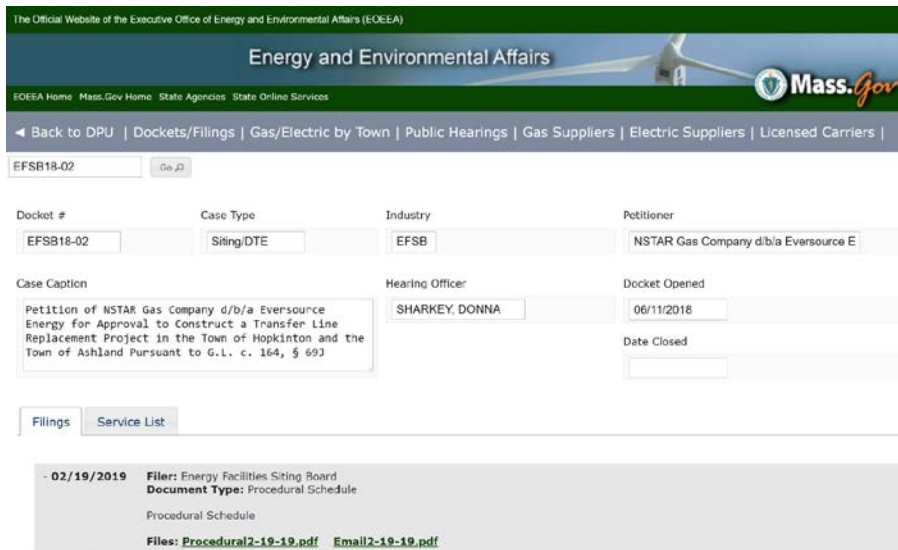 The Official Website of the Executive Office of Energy and Environmental Affairs (EOEEA)
Energy and Environmental Affairs
Mass.Gov
EOEEA Home Mass.Gov Home State Agencies State Online Services
◄ Back to DPU | Dockets/Filings | Gas/Electric by Town | Public Hearings | Gas Suppliers | Electric Suppliers | Licensed Carriers |
EFSB18-02 Go
Docket # Case Type Industry Petitioner
EFSB18-02 Siting/DTE EFSB NSTAR Gas Company d/b/a Eversource E
Case Caption Hearing Officer Docket Opened
Petition of NSTAR Gas Company d/b/a Eversource SHARKEY, DONNA 06/11/2018
Energy for Approval to Construct a Transfer Line
Replacement Project in the Town of Hopkinton and the Date Closed
Town of Ashland Pursuant to G.L. c. 164, § 69J
Filings Service List
- 02/19/2019 Filer: Energy Facilities Siting Board
Document Type: Procedural Schedule
Procedural Schedule
Files: Procedural2-19-19.pdf Email2-19-19.pdf